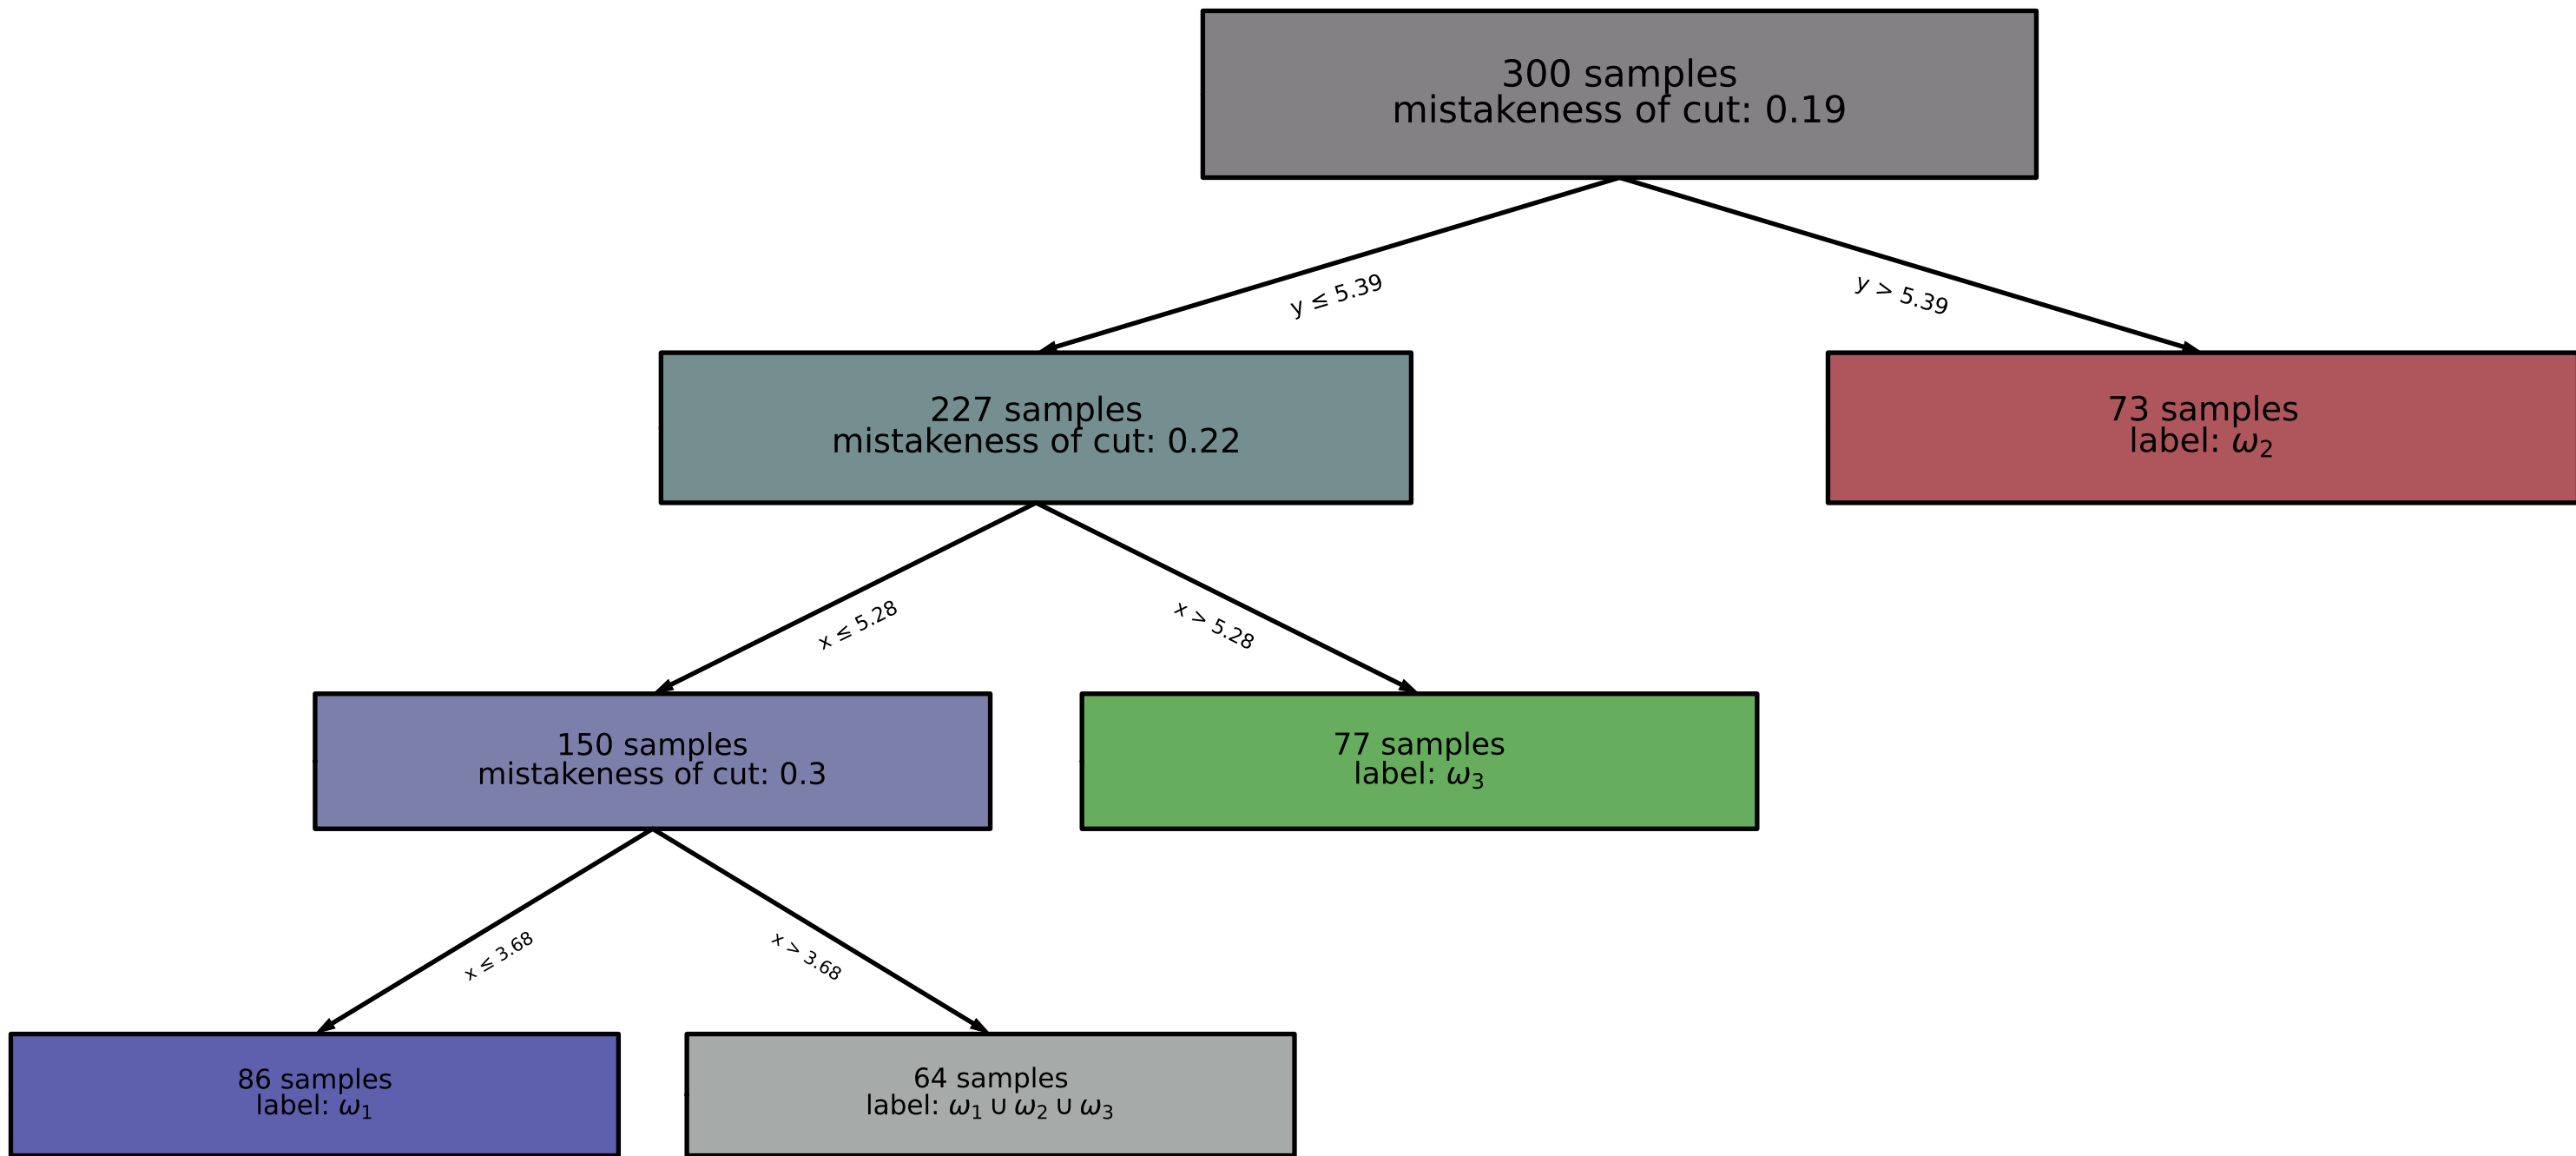 300 samples
mistakeness of cut: 0.19
y ≤ 5.39
y > 5.39
227 samples
mistakeness of cut: 0.22
73 samples
label: ω₂
x ≤ 5.28
x > 5.28
150 samples
mistakeness of cut: 0.3
77 samples
label: ω₃
x ≤ 3.68
x > 3.68
86 samples
label: ω₁
64 samples
label: ω₁ ∪ ω₂ ∪ ω₃